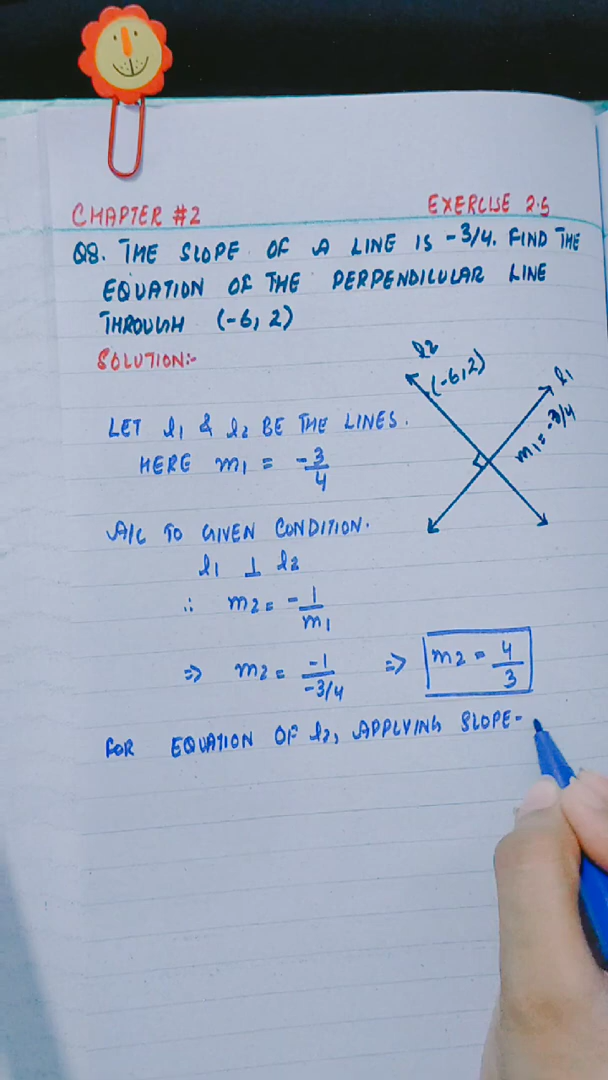 CHAPTER #2 EXERCISE 2.5
Q8. THE SLOPE OF A LINE IS -3/4. FIND THE
EQUATION OF THE PERPENDICULAR LINE
THROUGH (-6, 2)
SOLUTION:-
l2
(-6,2)
l1
m1=-3/4
LET l1 & l2 BE THE LINES.
HERE m1 = -3/4
A/C TO GIVEN CONDITION.
l1 ⊥ l2
∴ m2 = -1/m1
=> m2 = -1/-3/4 => m2 = 4/3
FOR EQUATION OF l2, APPLYING SLOPE-